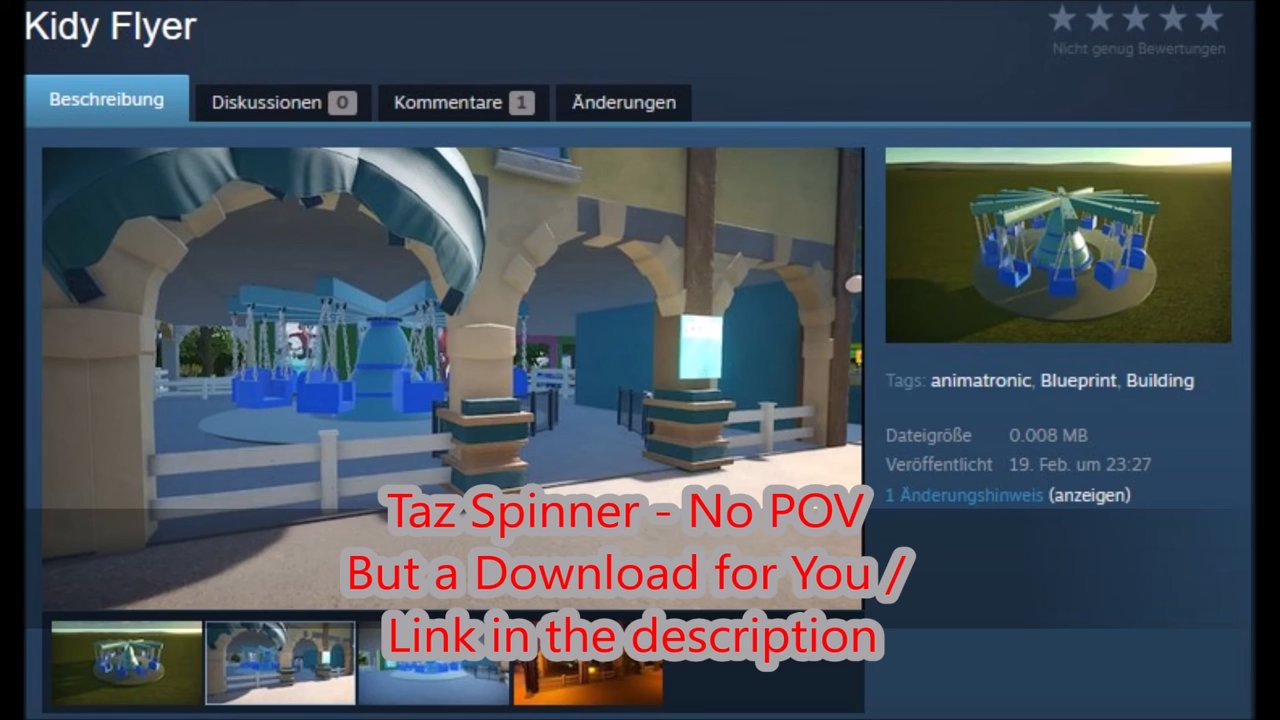 Kidy Flyer
Nicht genug Bewertungen
Beschreibung
Diskussionen 0
Kommentare 1
Änderungen
Tags: animatronic, Blueprint, Building
Dateigröße 0.008 MB
Veröffentlicht 19. Feb. um 23:27
1 Änderungshinweis (anzeigen)
Taz Spinner - No POV
But a Download for You /
Link in the description